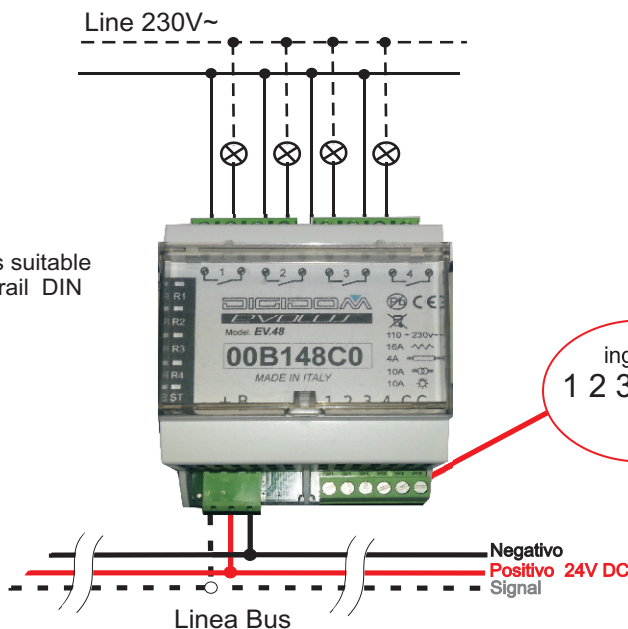 Line 230V~
s suitable
rail DIN
1 2 3 4
R1
R2
R3
R4
ST
DIGIDOM
EVOLUS
Model. EV.48
00B148C0
MADE IN ITALY
CE
110 ~ 230v~
16A
4A
10A
10A
+ B 1 2 3 4 C C
ing
1 2 3
Negativo
Positivo 24V DC
Signal
Linea Bus